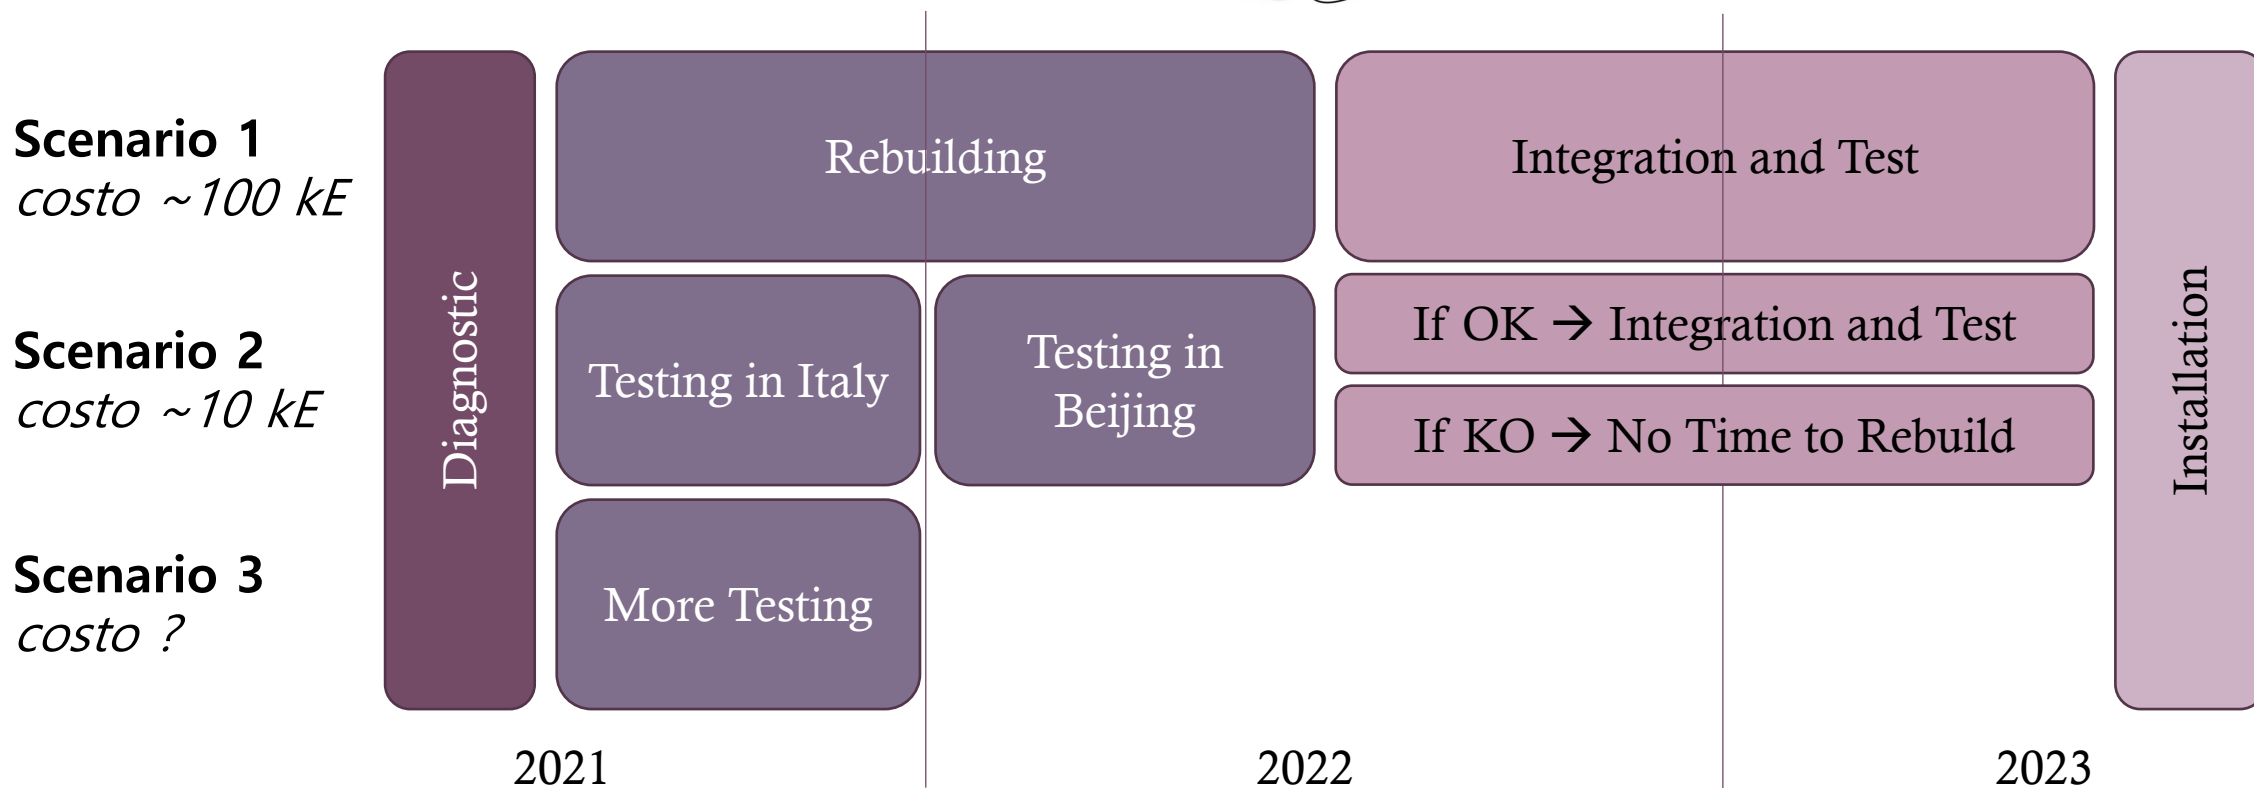 Scenario 1
costo ~100 kE
Scenario 2
costo ~10 kE
Scenario 3
costo ?
Diagnostic
Rebuilding
Integration and Test
Testing in Italy
Testing in
Beijing
If OK → Integration and Test
If KO → No Time to Rebuild
More Testing
Installation
2021
2022
2023